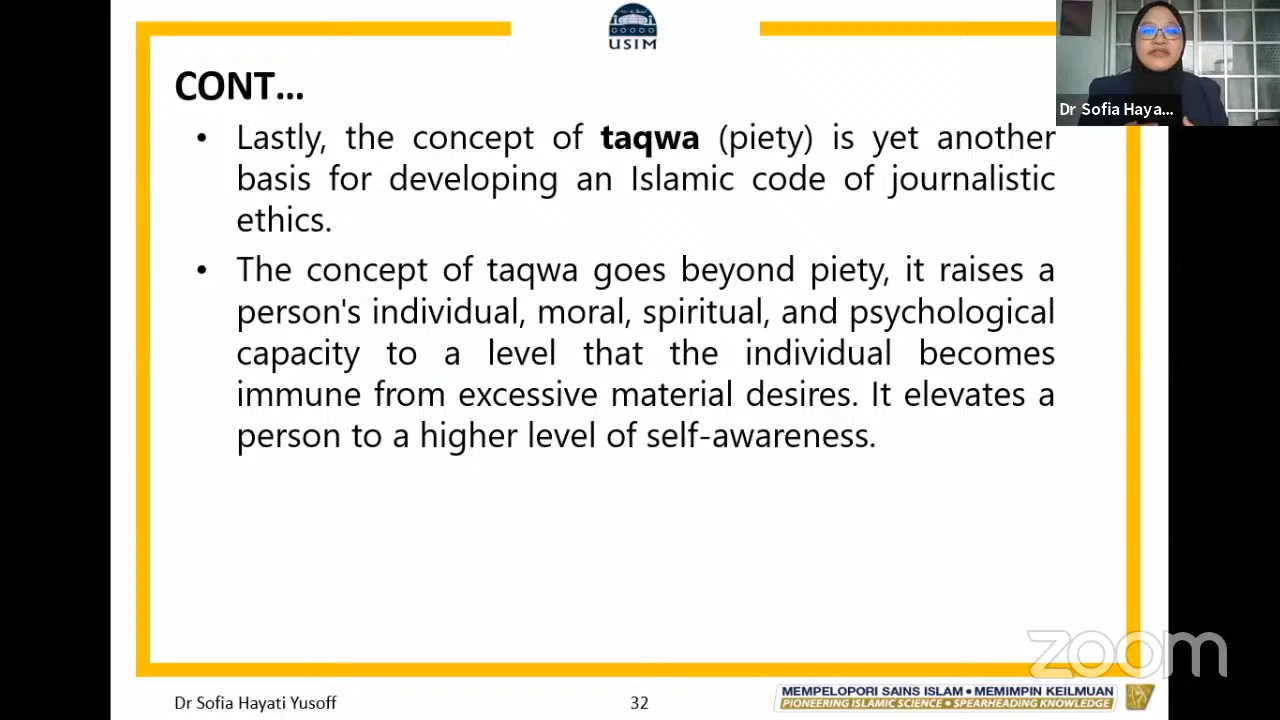 USIM
Dr Sofia Haya...
CONT...
• Lastly, the concept of taqwa (piety) is yet another
basis for developing an Islamic code of journalistic
ethics.
• The concept of taqwa goes beyond piety, it raises a
person's individual, moral, spiritual, and psychological
capacity to a level that the individual becomes
immune from excessive material desires. It elevates a
person to a higher level of self-awareness.
zoom
Dr Sofia Hayati Yusoff
32
MEMPELOPORI SAINS ISLAM • MEMIMPIN KEILMUAN
PIONEERING ISLAMIC SCIENCE • SPEARHEADING KNOWLEDGE